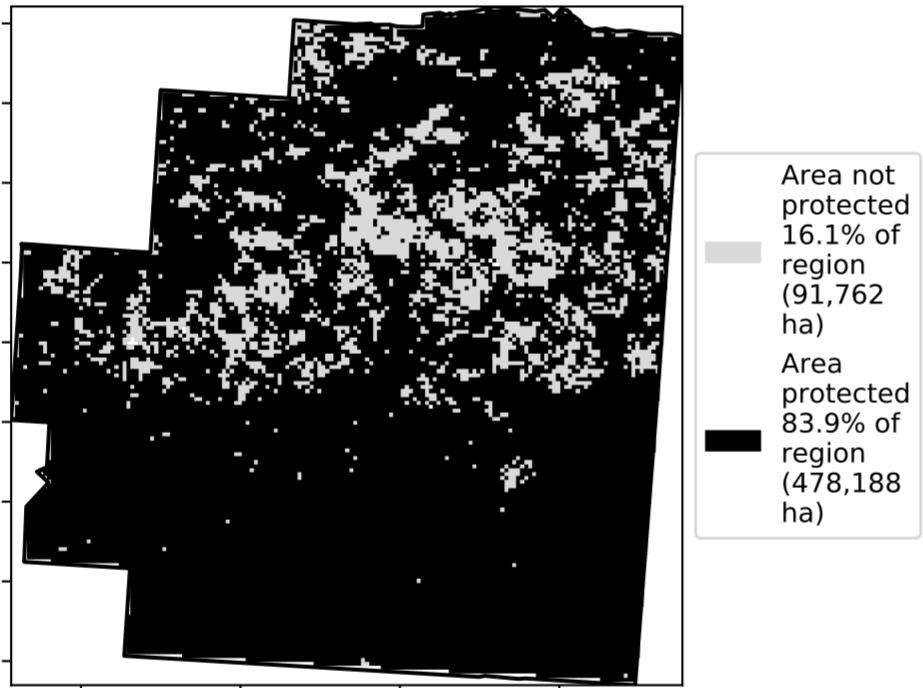 Area not
protected
16.1% of
region
(91,762
ha)
Area
protected
83.9% of
region
(478,188
ha)